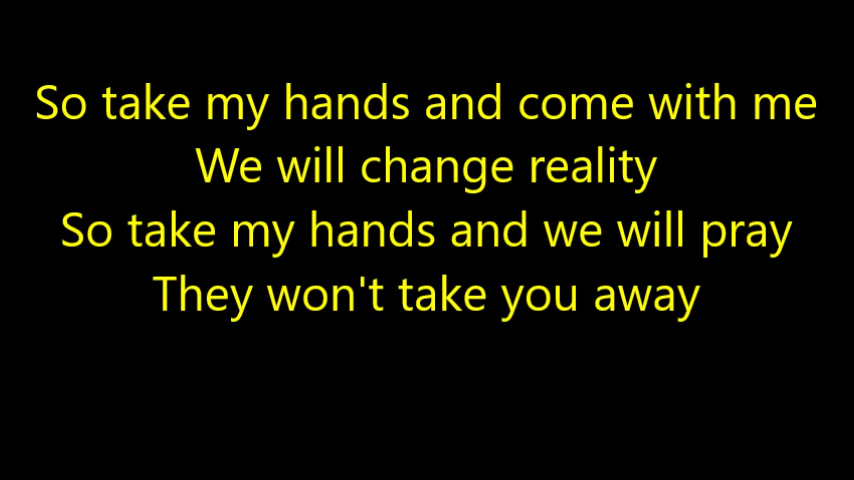 So take my hands and come with me
We will change reality
So take my hands and we will pray
They won't take you away